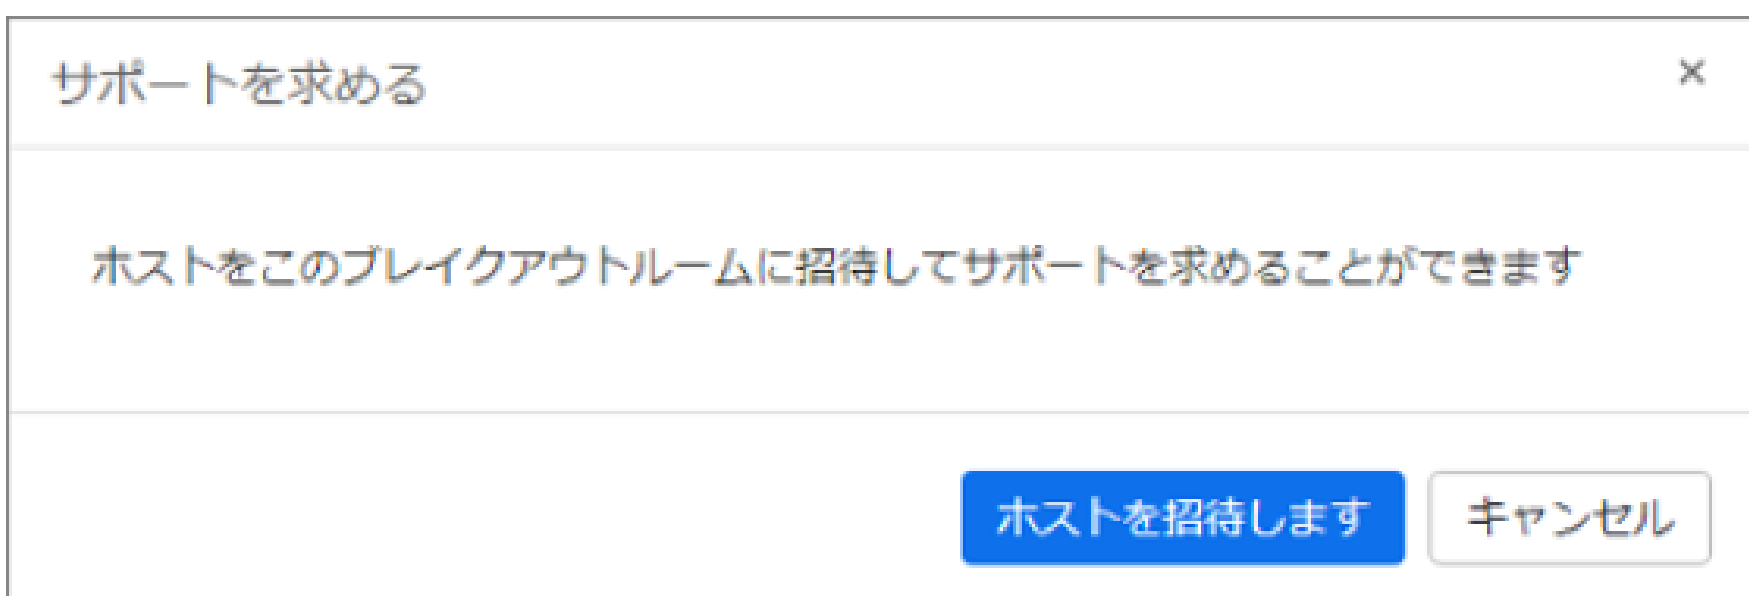 サポートを求める
×
ホストをこのブレイクアウトルームに招待してサポートを求めることができます
ホストを招待します
キャンセル